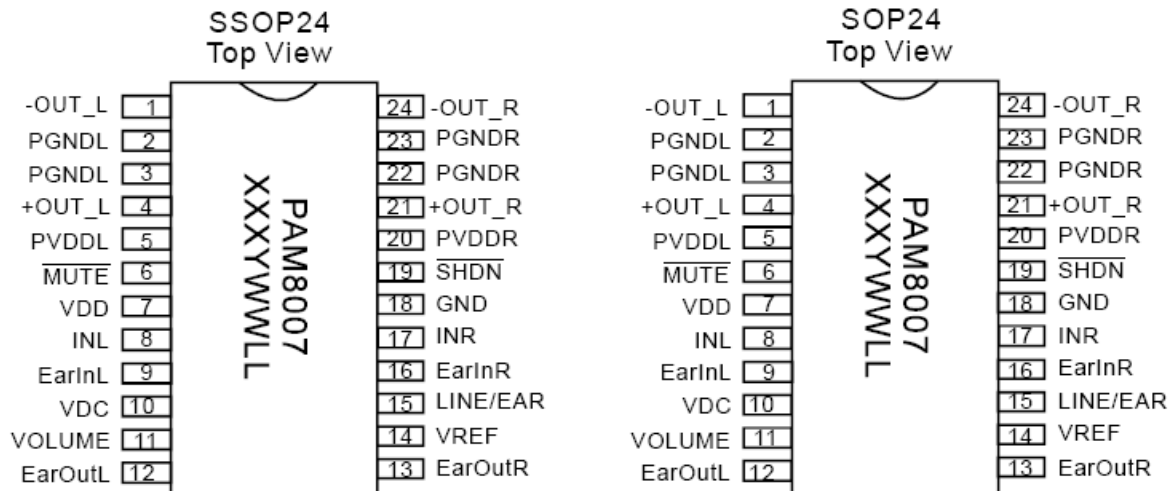 SSOP24
Top View
-OUT_L 1
PGNDL 2
PGNDL 3
+OUT_L 4
PVDDL 5
MUTE 6
VDD 7
INL 8
EarInL 9
VDC 10
VOLUME 11
EarOutL 12
PAM8007
XXXYWWLL
24 -OUT_R
23 PGNDR
22 PGNDR
21 +OUT_R
20 PVDDR
19 SHDN
18 GND
17 INR
16 EarInR
15 LINE/EAR
14 VREF
13 EarOutR
SOP24
Top View
-OUT_L 1
PGNDL 2
PGNDL 3
+OUT_L 4
PVDDL 5
MUTE 6
VDD 7
INL 8
EarInL 9
VDC 10
VOLUME 11
EarOutL 12
PAM8007
XXXYWWLL
24 -OUT_R
23 PGNDR
22 PGNDR
21 +OUT_R
20 PVDDR
19 SHDN
18 GND
17 INR
16 EarInR
15 LINE/EAR
14 VREF
13 EarOutR